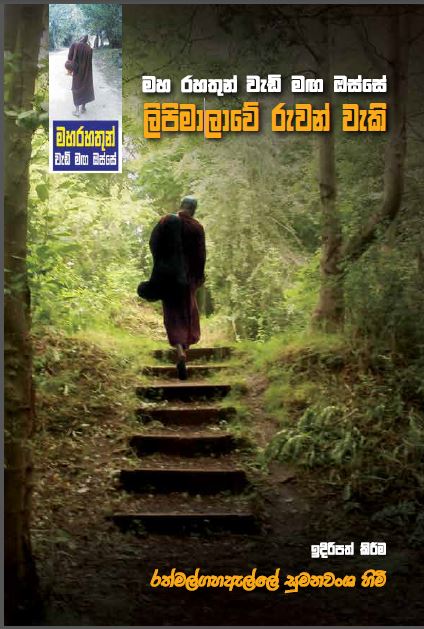 මහරහතුන්
වැඩි මඟ ඔස්සේ
මහ රහතුන් වැඩි මඟ ඔස්සේ
ලිපිමාලාවේ රුවන් වැකි
ඉදිරිපත් කිරීම
රත්මල්ගහඇල්ලේ සුමනවංශ හිමි